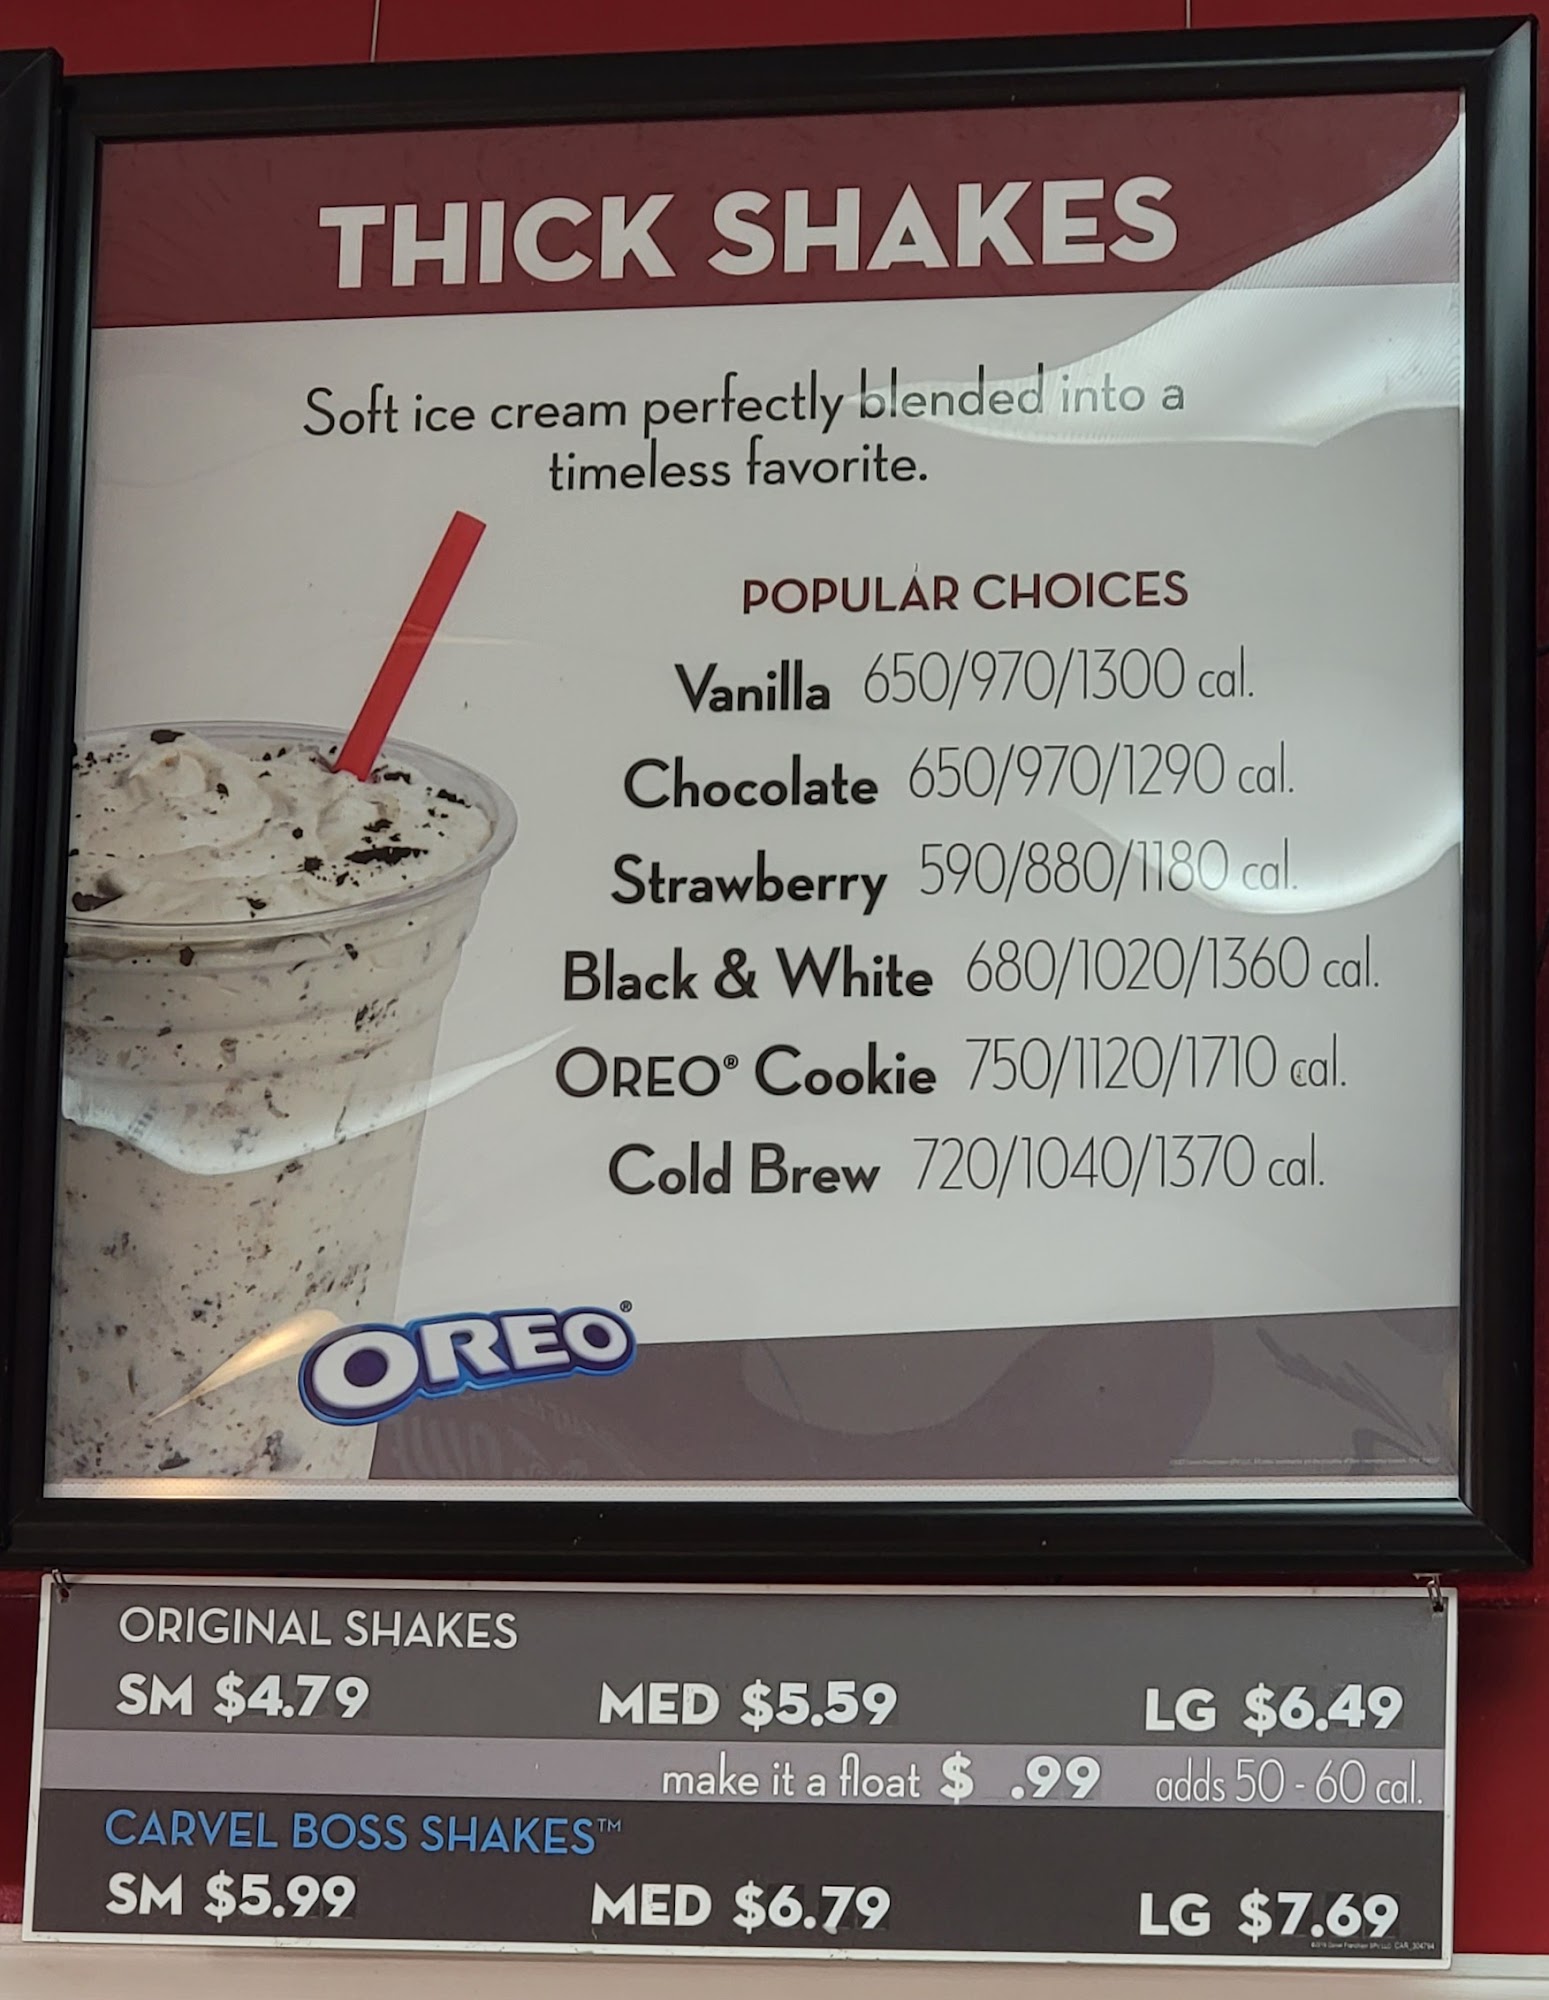 THICK SHAKES
Soft ice cream perfectly blended into a
timeless favorite.
POPULAR CHOICES
Vanilla 650/970/1300 cal.
Chocolate 650/970/1290 cal.
Strawberry 590/880/1180 cal.
Black & White 680/1020/1360 cal.
OREO® Cookie 750/1120/1710 cal.
Cold Brew 720/1040/1370 cal.
OREO®
ORIGINAL SHAKES
SM $4.79 MED $5.59 LG $6.49
make it a float $ .99 adds 50 - 60 cal.
CARVEL BOSS SHAKES™
SM $5.99 MED $6.79 LG $7.69